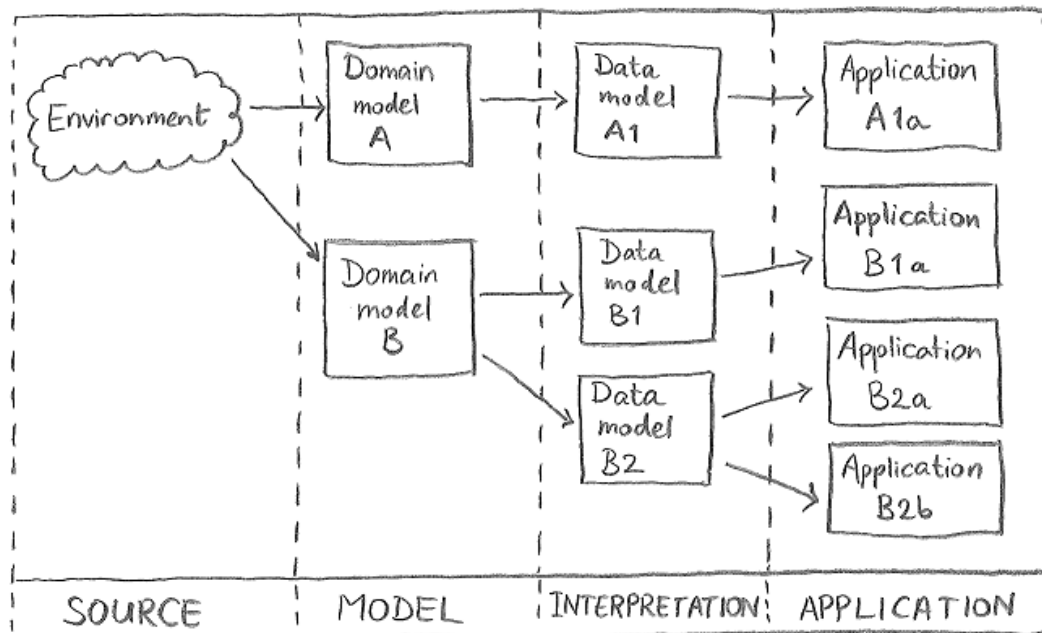 Environment
Domain
model
A
Data
model
A1
Application
A1a
Domain
model
B
Data
model
B1
Application
B1a
Data
model
B2
Application
B2a
Application
B2b
SOURCE
MODEL
INTERPRETATION
APPLICATION